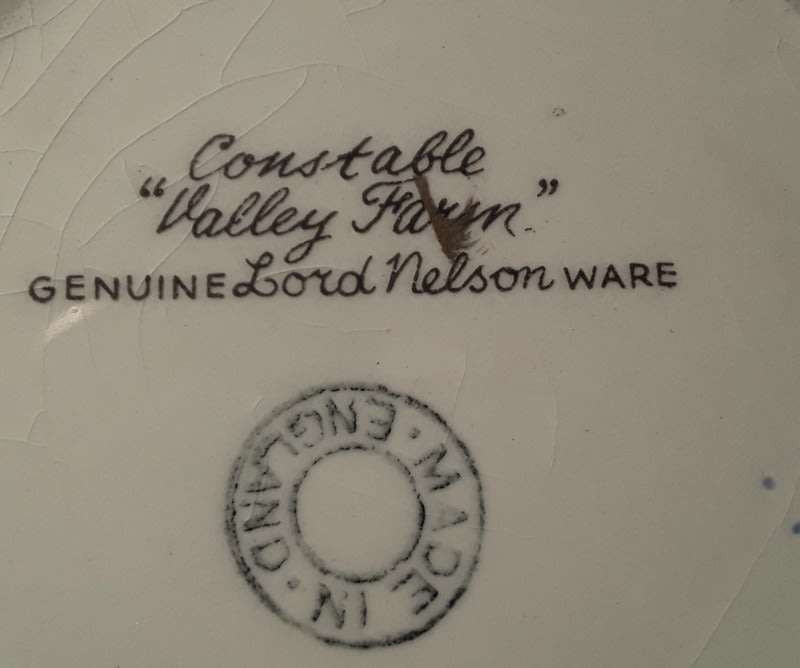 Constable
"Valley Farm."
GENUINE Lord Nelson WARE
MADE IN ENGLAND